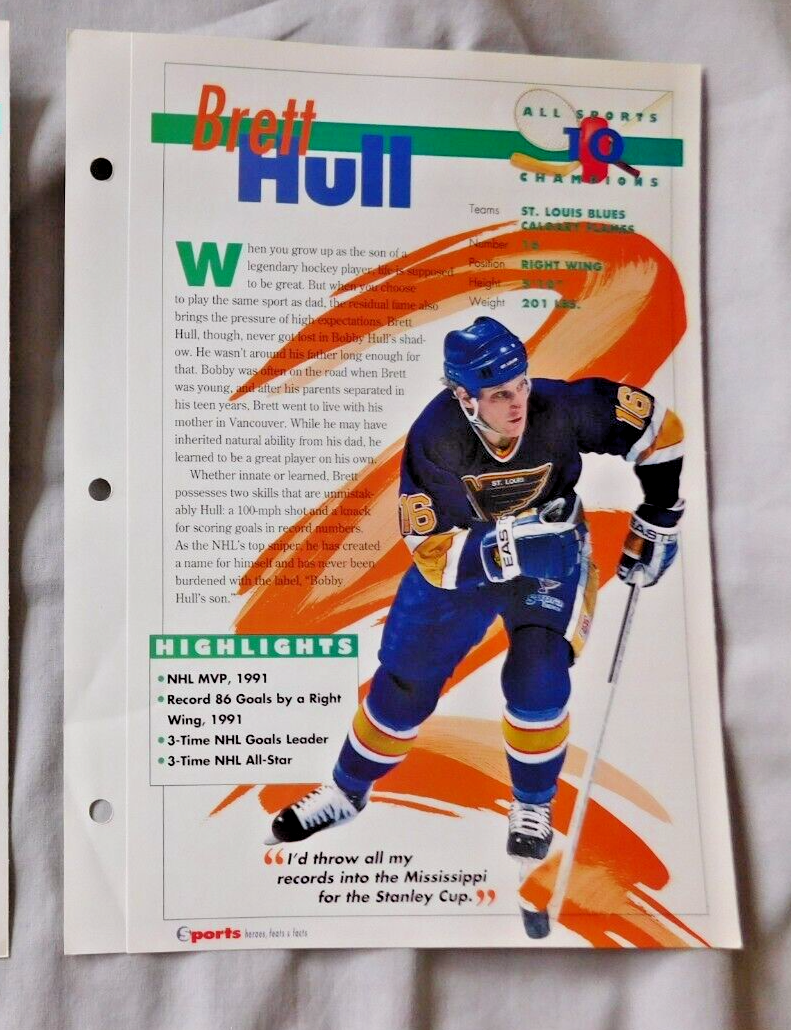 Brett
Hull
ALL SPORTS
10
CHAMPIONS
Teams ST. LOUIS BLUES
CALGARY FLAMES
Number 16
Position RIGHT WING
Height 5'10"
Weight 201 LBS.
When you grow up as the son of a
legendary hockey player, life is supposed
to be great. But when you choose
to play the same sport as dad, the residual fame also
brings the pressure of high expectations. Brett
Hull, though, never got lost in Bobby Hull's shad-
ow. He wasn't around his father long enough for
that. Bobby was often on the road when Brett
was young, and after his parents separated in
his teen years, Brett went to live with his
mother in Vancouver. While he may have
inherited natural ability from his dad, he
learned to be a great player on his own.
Whether innate or learned, Brett
possesses two skills that are unmistak-
ably Hull: a 100-mph shot and a knack
for scoring goals in record numbers.
As the NHL's top sniper, he has created
a name for himself and has never been
burdened with the label, "Bobby
Hull's son."
16
ST. LOUIS
16
EAST
EAST
HIGHLIGHTS
• NHL MVP, 1991
• Record 86 Goals by a Right
Wing, 1991
• 3-Time NHL Goals Leader
• 3-Time NHL All-Star
“I'd throw all my
records into the Mississippi
for the Stanley Cup.”
Sports heroes, feats & facts